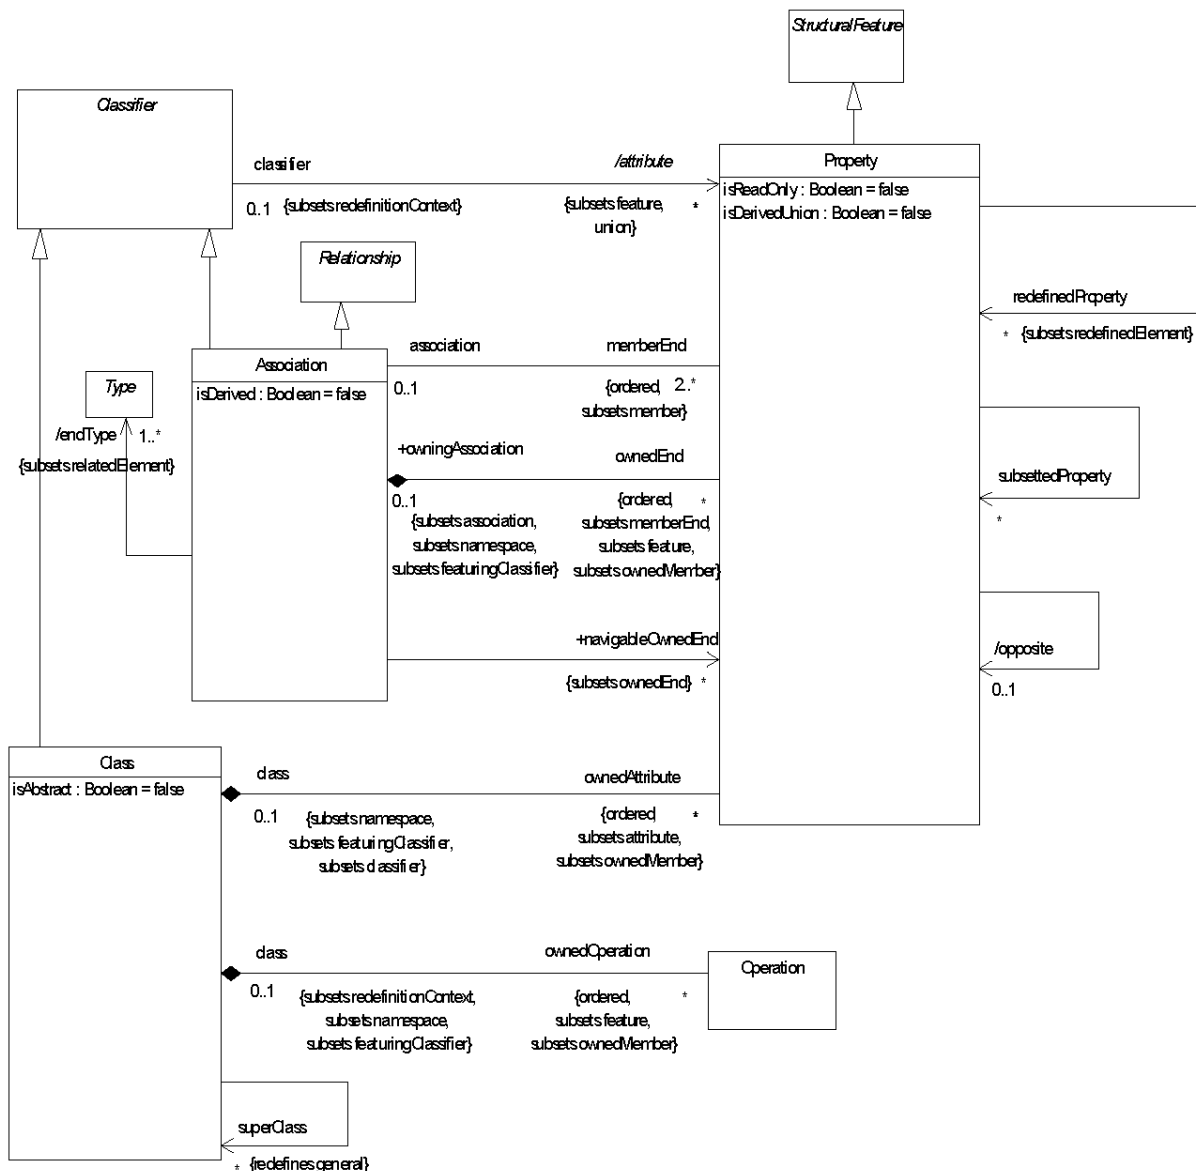 StructuralFeature
Classifier
classifier
/attribute
0..1
{subsets redefinitionContext}
{subsets feature,
union}
*
Property
isReadOnly : Boolean = false
isDerivedUnion : Boolean = false
Relationship
redefinedProperty
*
{subsets redefinedElement}
association
memberEnd
0..1
{ordered,
subsets member}
2..*
Association
isDerived : Boolean = false
Type
/endType
1..*
{subsets relatedElement}
+owningAssociation
ownedEnd
0..1
{subsets association,
subsets namespace,
subsets featuringClassifier}
{ordered,
subsets memberEnd,
subsets feature,
subsets ownedMember}
*
subsettedProperty
*
+navigableOwnedEnd
{subsets ownedEnd}
*
/opposite
0..1
Class
isAbstract : Boolean = false
class
ownedAttribute
0..1
{subsets namespace,
subsets featuringClassifier,
subsets classifier}
{ordered,
subsets attribute,
subsets ownedMember}
*
class
ownedOperation
0..1
{subsets redefinitionContext,
subsets namespace,
subsets featuringClassifier}
{ordered,
subsets feature,
subsets ownedMember}
*
Operation
superClass
*
{redefines general}